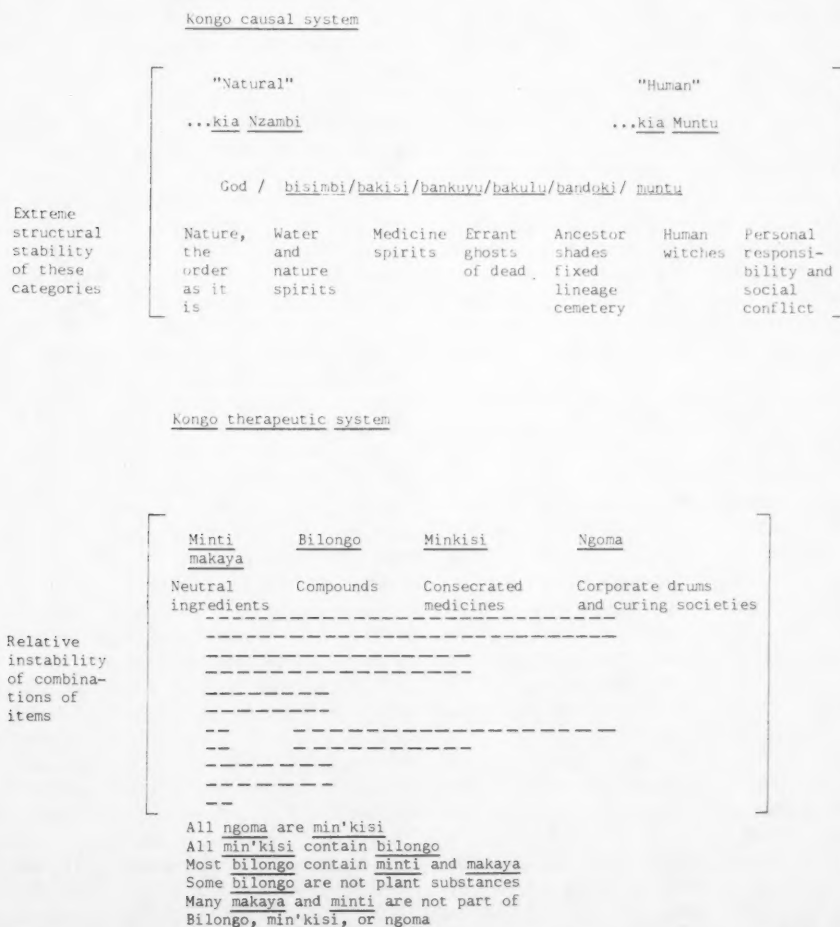 Kongo causal system
"Natural" "Human"
...kia Nzambi ...kia Muntu
God / bisimbi/bakisi/bankuyu/bakulu/bandoki/ muntu
Extreme
structural
stability
of these
categories
Nature, Water Medicine Errant Ancestor Human Personal
the and spirits ghosts shades witches responsi-
order nature of dead fixed bility and
as it spirits lineage social
is cemetery conflict
Kongo therapeutic system
Minti Bilongo Minkisi Ngoma
makaya
Neutral Compounds Consecrated Corporate drums
ingredients medicines and curing societies
Relative
instability
of combina-
tions of
items
All ngoma are min'kisi
All min'kisi contain bilongo
Most bilongo contain minti and makaya
Some bilongo are not plant substances
Many makaya and minti are not part of
Bilongo, min'kisi, or ngoma